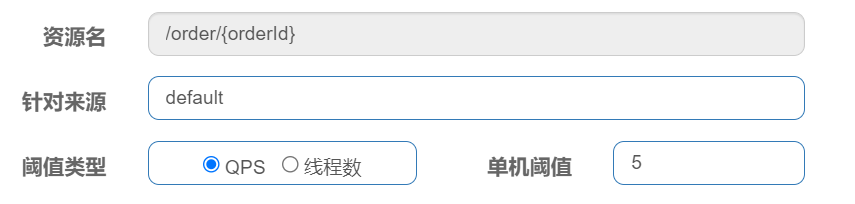 资源名 /order/{orderId}
针对来源 default
阈值类型 QPS 线程数 单机阈值 5